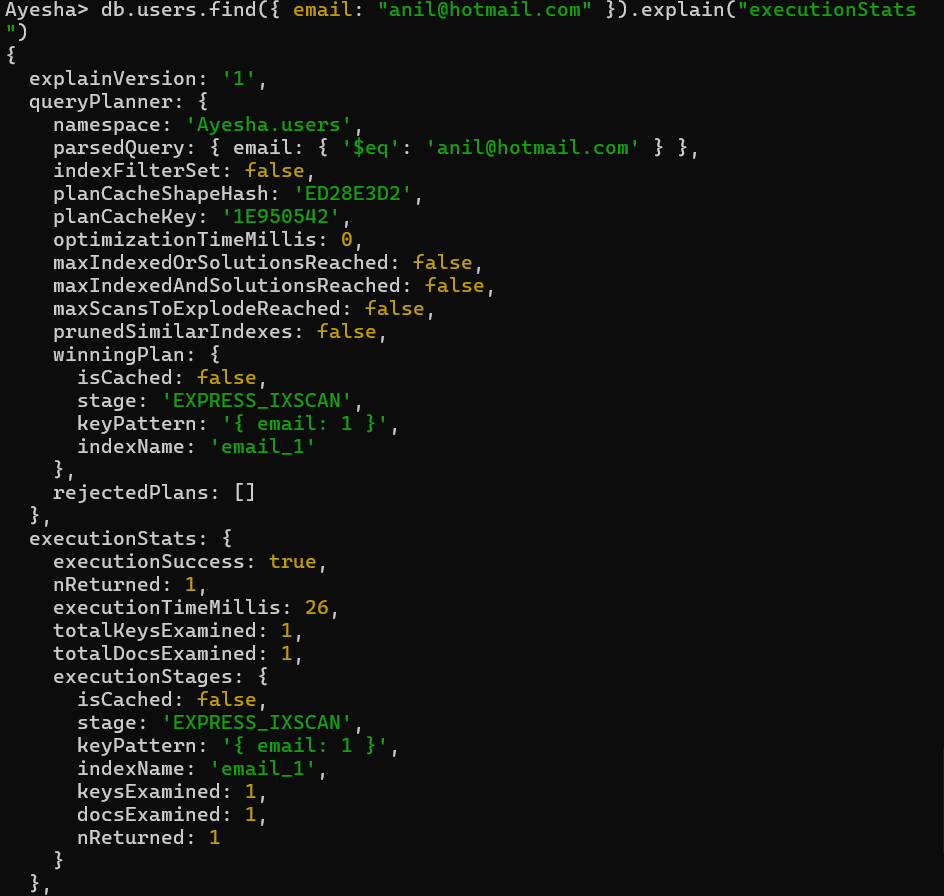 Ayesha> db.users.find({ email: "anil@hotmail.com" }).explain("executionStats
")
{
  explainVersion: '1',
  queryPlanner: {
    namespace: 'Ayesha.users',
    parsedQuery: { email: { '$eq': 'anil@hotmail.com' } },
    indexFilterSet: false,
    planCacheShapeHash: 'ED28E3D2',
    planCacheKey: '1E950542',
    optimizationTimeMillis: 0,
    maxIndexedOrSolutionsReached: false,
    maxIndexedAndSolutionsReached: false,
    maxScansToExplodeReached: false,
    prunedSimilarIndexes: false,
    winningPlan: {
      isCached: false,
      stage: 'EXPRESS_IXSCAN',
      keyPattern: '{ email: 1 }',
      indexName: 'email_1'
    },
    rejectedPlans: []
  },
  executionStats: {
    executionSuccess: true,
    nReturned: 1,
    executionTimeMillis: 26,
    totalKeysExamined: 1,
    totalDocsExamined: 1,
    executionStages: {
      isCached: false,
      stage: 'EXPRESS_IXSCAN',
      keyPattern: '{ email: 1 }',
      indexName: 'email_1',
      keysExamined: 1,
      docsExamined: 1,
      nReturned: 1
    }
  },